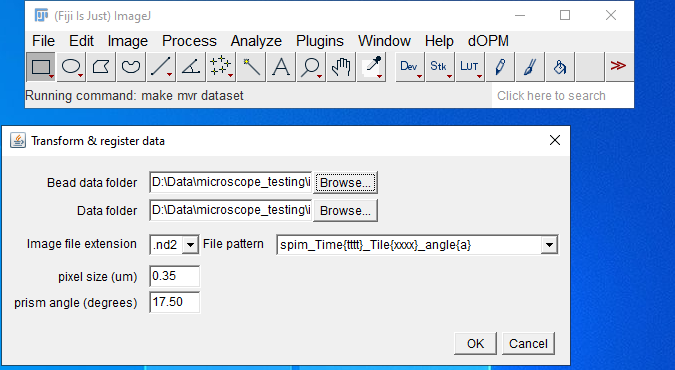 (Fiji Is Just) ImageJ
File Edit Image Process Analyze Plugins Window Help dOPM
A Dev Stk LUT >>
Running command: make mvr dataset Click here to search
Transform & register data
Bead data folder D:\Data\microscope_testing\i Browse...
Data folder D:\Data\microscope_testing\i Browse...
Image file extension .nd2 File pattern spim_Time{tttt}_Tile{xxxx}_angle{a}
pixel size (um) 0.35
prism angle (degrees) 17.50
OK Cancel